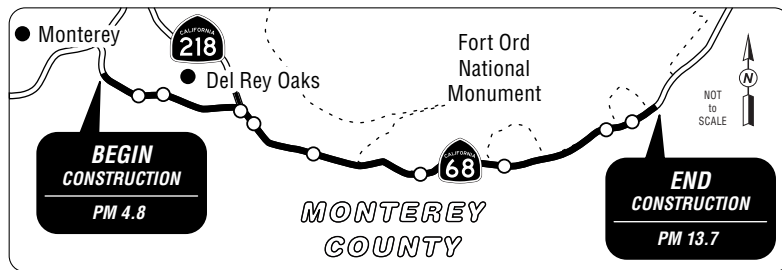 Monterey
CALIFORNIA
218
Del Rey Oaks
Fort Ord
National
Monument
N
NOT
to
SCALE
BEGIN
CONSTRUCTION
PM 4.8
CALIFORNIA
68
END
CONSTRUCTION
PM 13.7
MONTEREY
COUNTY